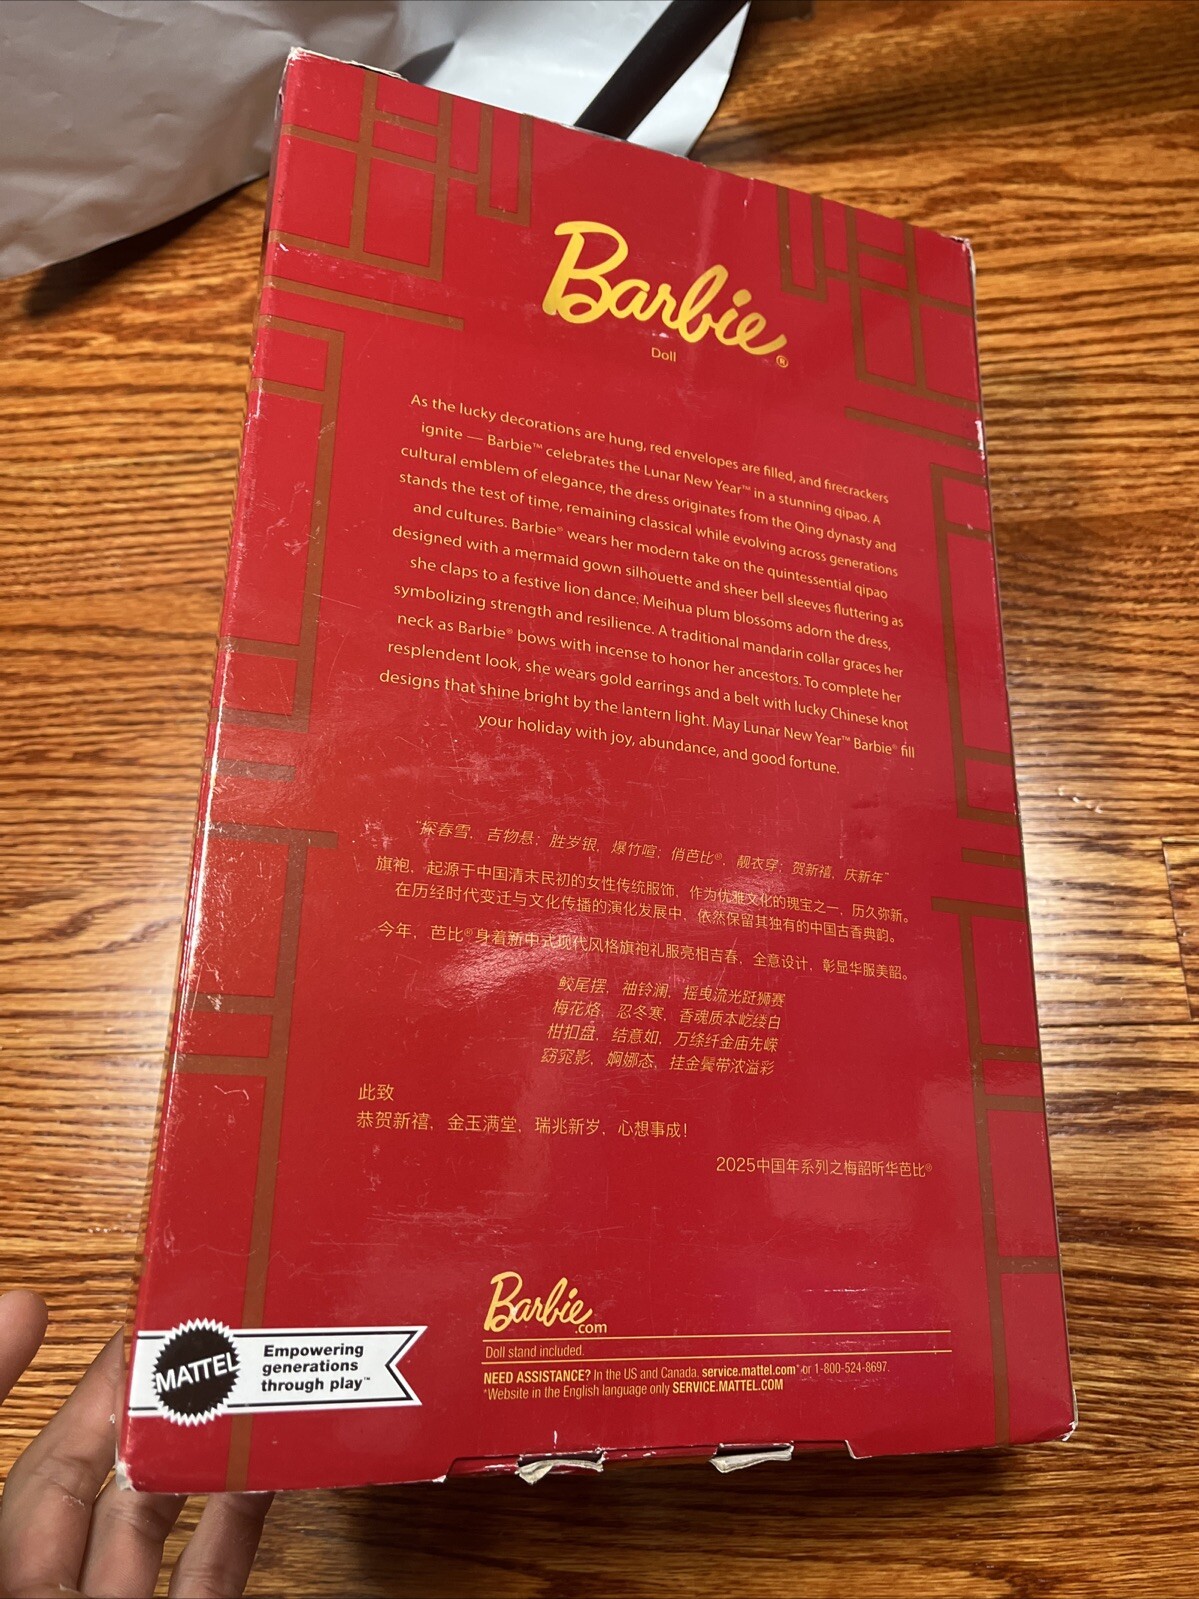 Barbie®
Doll
As the lucky decorations are hung, red envelopes are filled, and firecrackers
ignite — Barbie™ celebrates the Lunar New Year™ in a stunning qipao. A
cultural emblem of elegance, the dress originates from the Qing dynasty and
stands the test of time, remaining classical while evolving across generations
and cultures. Barbie® wears her modern take on the quintessential qipao
designed with a mermaid gown silhouette and sheer bell sleeves fluttering as
she claps to a festive lion dance. Meihua plum blossoms adorn the dress,
symbolizing strength and resilience. A traditional mandarin collar graces her
neck as Barbie® bows with incense to honor her ancestors. To complete her
resplendent look, she wears gold earrings and a belt with lucky Chinese knot
designs that shine bright by the lantern light. May Lunar New Year™ Barbie® fill
your holiday with joy, abundance, and good fortune.
“探春雪，吉物悬；胜岁银，爆竹喧；俏芭比®，靓衣穿；贺新禧，庆新年”
旗袍，起源于中国清末民初的女性传统服饰，作为优雅文化的瑰宝之一，历久弥新。
在历经时代变迁与文化传播的演化发展中，依然保留其独有的中国古香典韵。
今年，芭比®身着新中式现代风格旗袍礼服亮相吉春，全意设计，彰显华服美韶。
鲛尾摆，袖铃澜，摇曳流光跹狮赛
梅花烙，忍冬寒，香魂质本屹缕白
柑扣盘，结意如，万绦纤金庙先嵘
窈窕影，婀娜态，挂金鬓带浓溢彩
此致
恭贺新禧，金玉满堂，瑞兆新岁，心想事成！
2025中国年系列之梅韶昕华芭比®
Barbie.com
Doll stand included.
NEED ASSISTANCE? In the US and Canada, service.mattel.com* or 1-800-524-8697.
*Website in the English language only SERVICE.MATTEL.COM
MATTEL
Empowering
generations
through play™